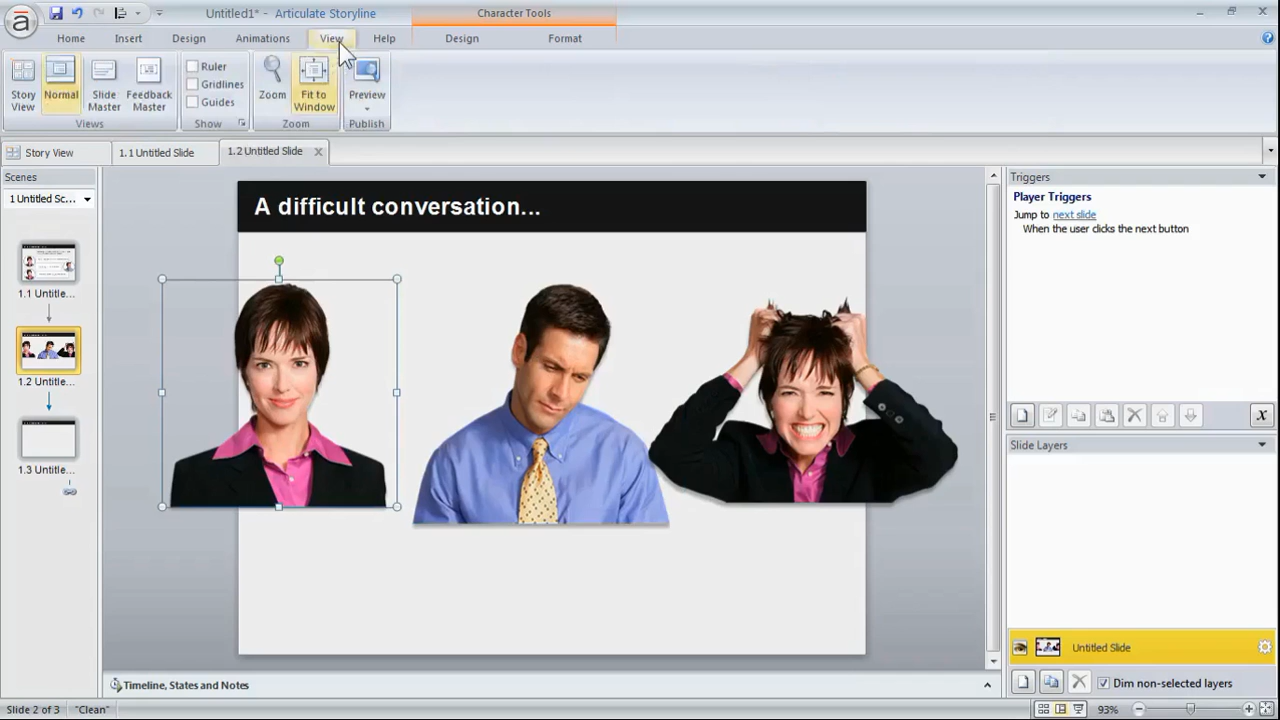 Untitled1* - Articulate Storyline
Character Tools
Home
Insert
Design
Animations
View
Help
Design
Format
Story View
Normal
Slide Master
Feedback Master
Views
Ruler
Gridlines
Guides
Show
Zoom
Fit to Window
Zoom
Preview
Publish
Story View
1.1 Untitled Slide
1.2 Untitled Slide
Scenes
1 Untitled Sc...
1.1 Untitle...
1.2 Untitle...
1.3 Untitle...
A difficult conversation...
Triggers
Player Triggers
Jump to next slide
When the user clicks the next button
Slide Layers
Untitled Slide
Dim non-selected layers
Timeline, States and Notes
Slide 2 of 3
"Clean"
93%